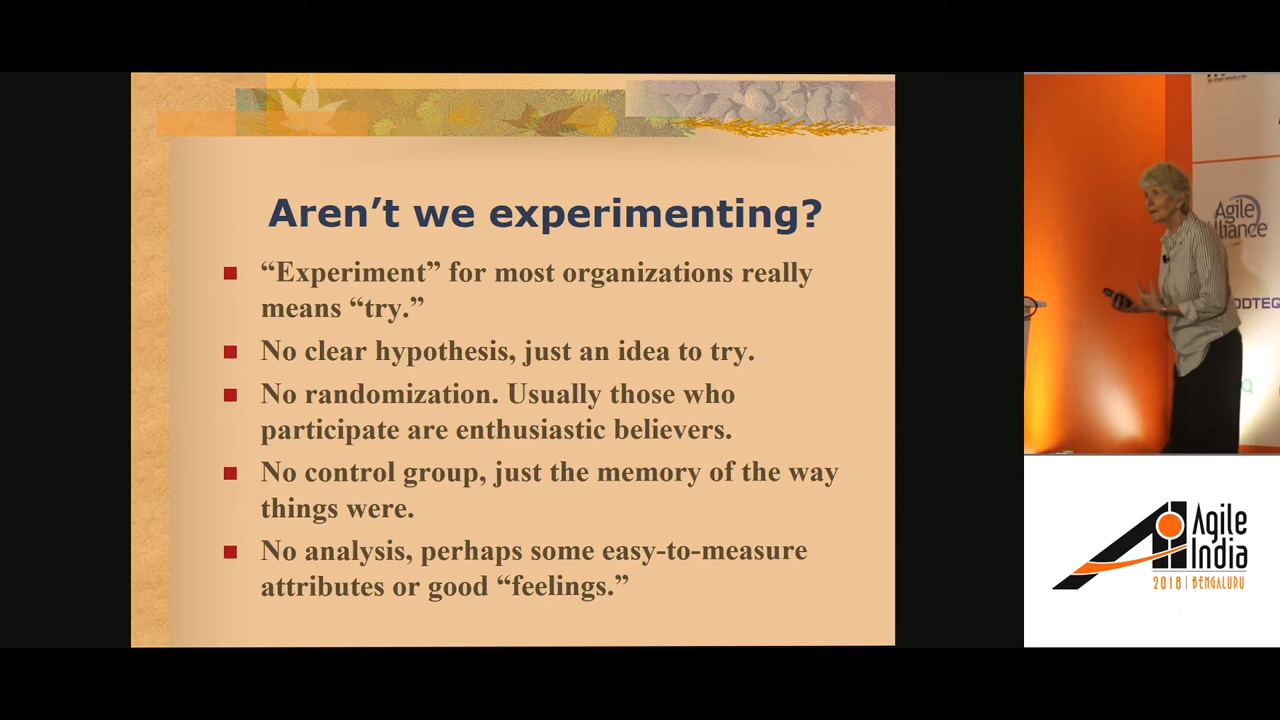 Aren’t we experimenting?
“Experiment” for most organizations really
means “try.”
No clear hypothesis, just an idea to try.
No randomization. Usually those who
participate are enthusiastic believers.
No control group, just the memory of the way
things were.
No analysis, perhaps some easy-to-measure
attributes or good “feelings.”
Agile
Alliance
Agile
India
2018 | BENGALURU